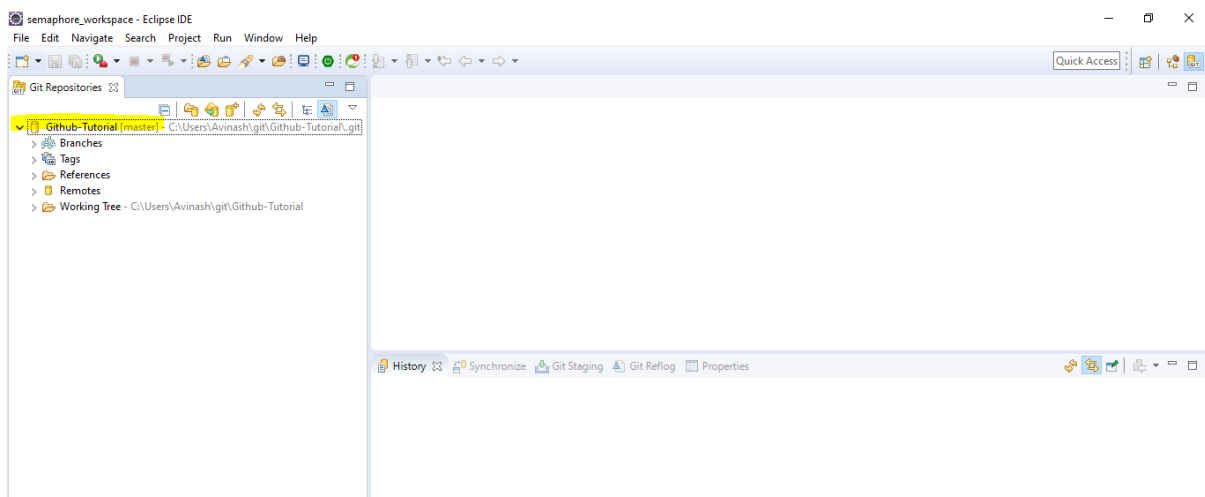 semaphore_workspace - Eclipse IDE
File Edit Navigate Search Project Run Window Help
Quick Access
Git Repositories
Github-Tutorial [master] - C:\Users\Avinash\git\Github-Tutorial\.git
Branches
Tags
References
Remotes
Working Tree - C:\Users\Avinash\git\Github-Tutorial
History Synchronize Git Staging Git Reflog Properties